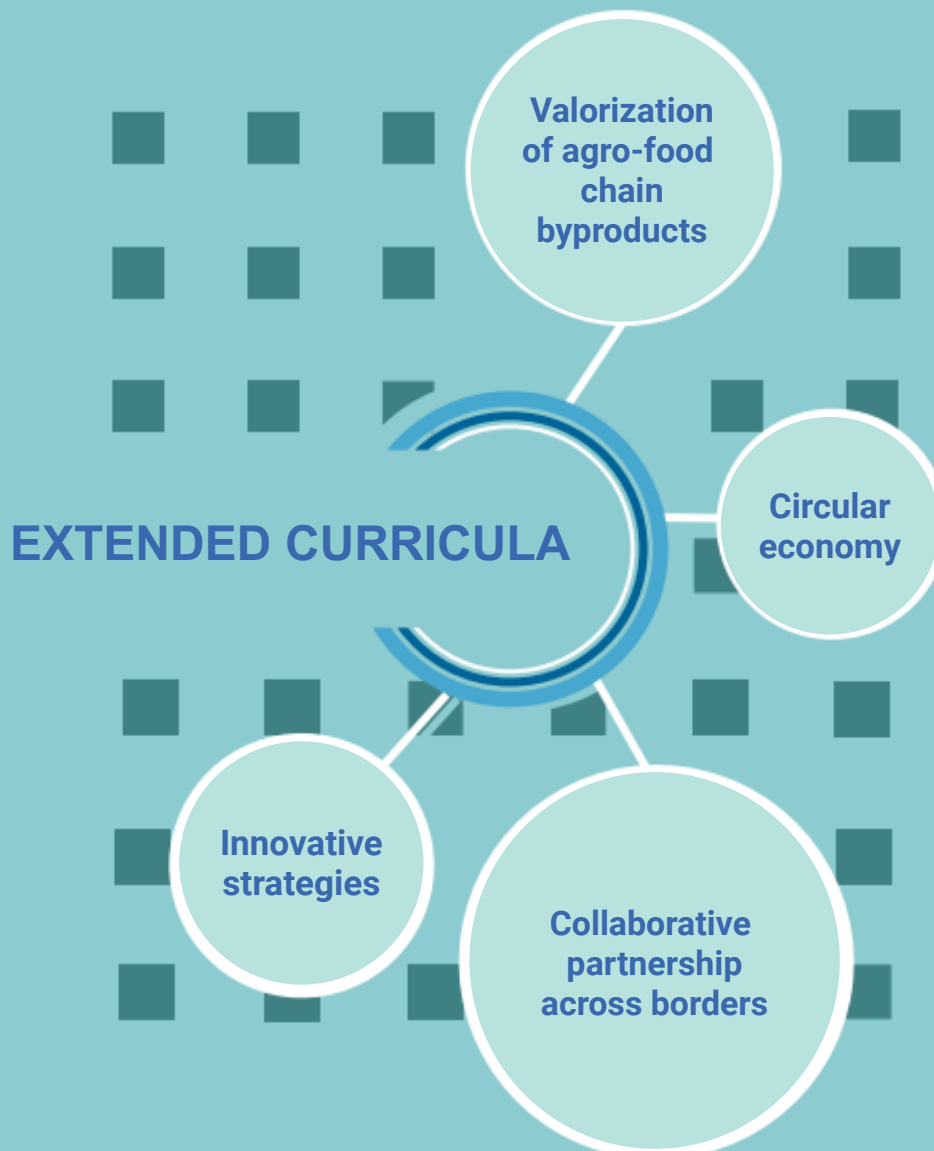 Valorization
of agro-food
chain
byproducts
Circular
economy
EXTENDED CURRICULA
Innovative
strategies
Collaborative
partnership
across borders